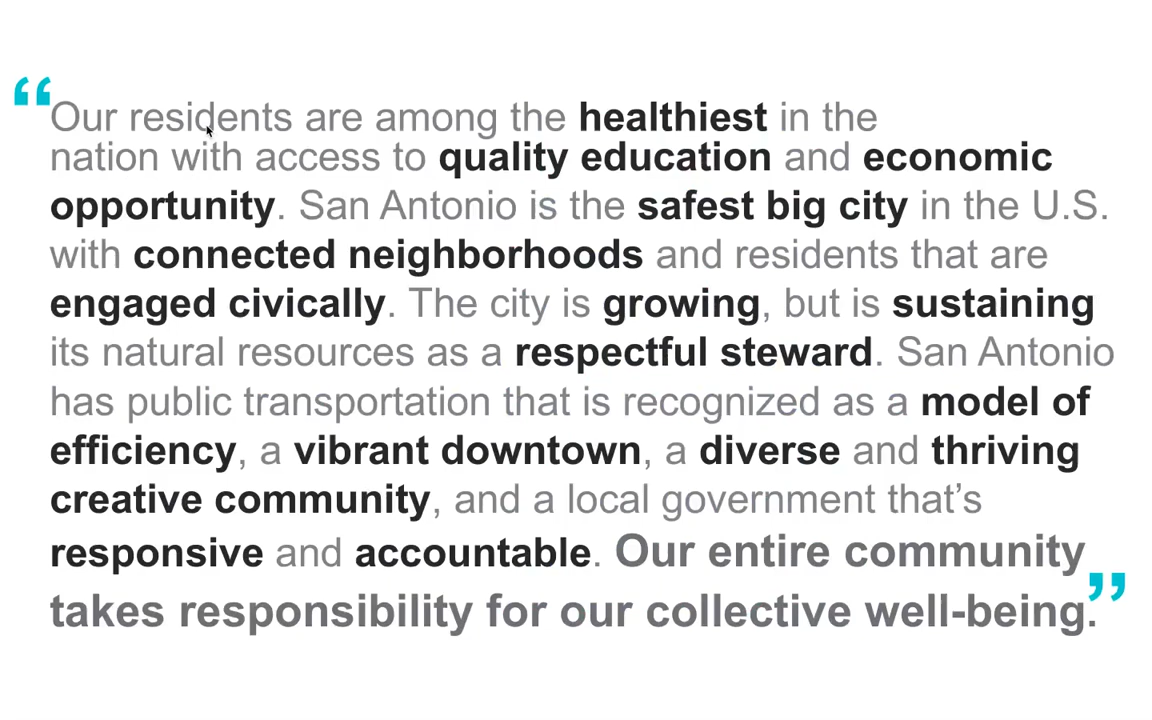 “Our residents are among the healthiest in the
nation with access to quality education and economic
opportunity. San Antonio is the safest big city in the U.S.
with connected neighborhoods and residents that are
engaged civically. The city is growing, but is sustaining
its natural resources as a respectful steward. San Antonio
has public transportation that is recognized as a model of
efficiency, a vibrant downtown, a diverse and thriving
creative community, and a local government that’s
responsive and accountable. Our entire community
takes responsibility for our collective well-being.”